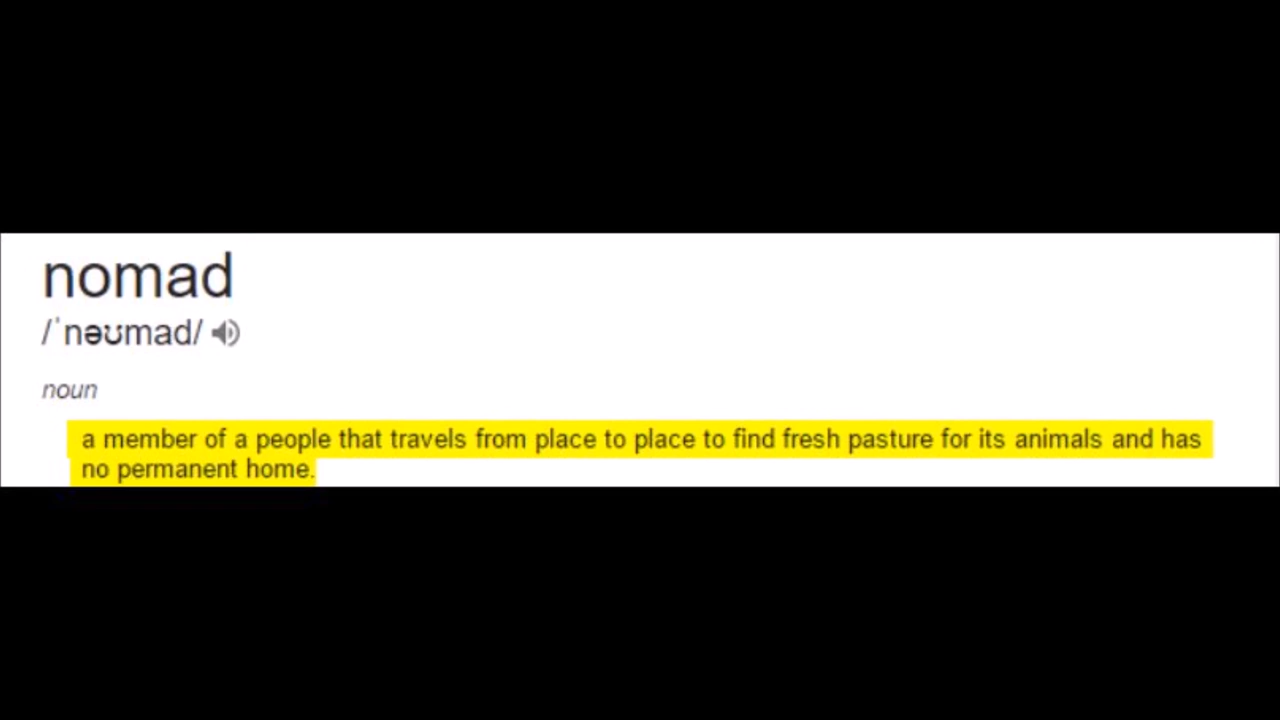 nomad
/ˈnəʊmad/
noun
a member of a people that travels from place to place to find fresh pasture for its animals and has
no permanent home.